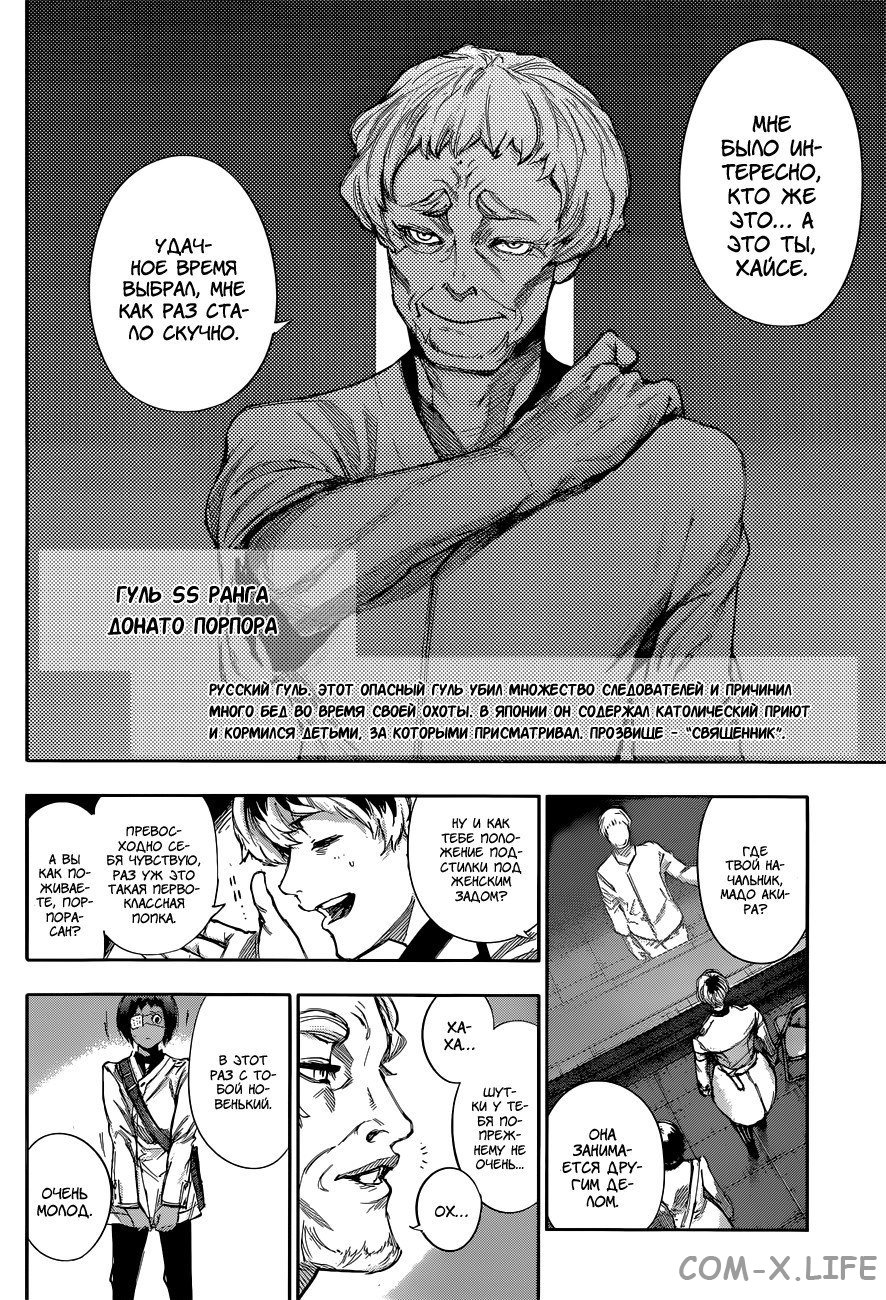 МНЕ
БЫЛО ИН-
ТЕРЕСНО,
КТО ЖЕ
ЭТО... А
ЭТО ТЫ,
ХАЙСЕ.
УДАЧ-
НОЕ ВРЕМЯ
ВЫБРАЛ, МНЕ
КАК РАЗ СТА-
ЛО СКУЧНО.
ГУЛЬ SS РАНГА
ДОНАТО ПОРПОРА
РУССКИЙ ГУЛЬ. ЭТОТ ОПАСНЫЙ ГУЛЬ УБИЛ МНОЖЕСТВО СЛЕДОВАТЕЛЕЙ И ПРИЧИНИЛ
МНОГО БЕД ВО ВРЕМЯ СВОЕЙ ОХОТЫ. В ЯПОНИИ ОН СОДЕРЖАЛ КАТОЛИЧЕСКИЙ ПРИЮТ
И КОРМИЛСЯ ДЕТЬМИ, ЗА КОТОРЫМИ ПРИСМАТРИВАЛ. ПРОЗВИЩЕ - "СВЯЩЕННИК".
ГДЕ
ТВОЙ НА-
ЧАЛЬНИК,
МАДО АКИ-
РА?
ОНА
ЗАНИМА-
ЕТСЯ ДРУ-
ГИМ ДЕ-
ЛОМ.
НУ И КАК
ТЕБЕ ПОЛО-
ЖЕНИЕ ПОД-
СТИЛКИ ПОД
ЖЕНСКИМ
ЗАДОМ?
ПРЕВОС-
ХОДНО СЕ-
БЯ ЧУВСТВУЮ,
РАЗ УЖ ЭТО
ТАКАЯ ПЕРВО-
КЛАССНАЯ
ПОПКА.
А ВЫ
КАК ПО-
ЖИВАЕ-
ТЕ, ПОР-
ПОРА-
САН?
ХА-
ХА...
ШУТ-
КИ У ТЕ-
БЯ ПО-
ПРЕЖ-
НЕМУ НЕ
ОЧЕНЬ...
ОХ...
В ЭТОТ
РАЗ С ТО-
БОЙ НО-
ВЕНЬКИЙ.
ОЧЕНЬ
МОЛОД.
COM-X.LIFE